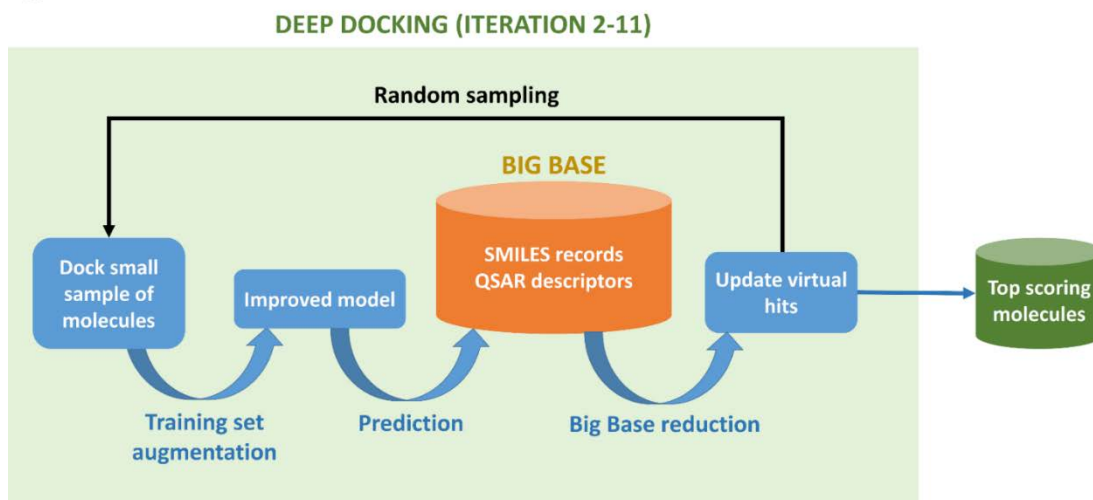 DEEP DOCKING (ITERATION 2-11)
Random sampling
BIG BASE
SMILES records
QSAR descriptors
Dock small
sample of
molecules
Improved model
Update virtual
hits
Top scoring
molecules
Training set
augmentation
Prediction
Big Base reduction